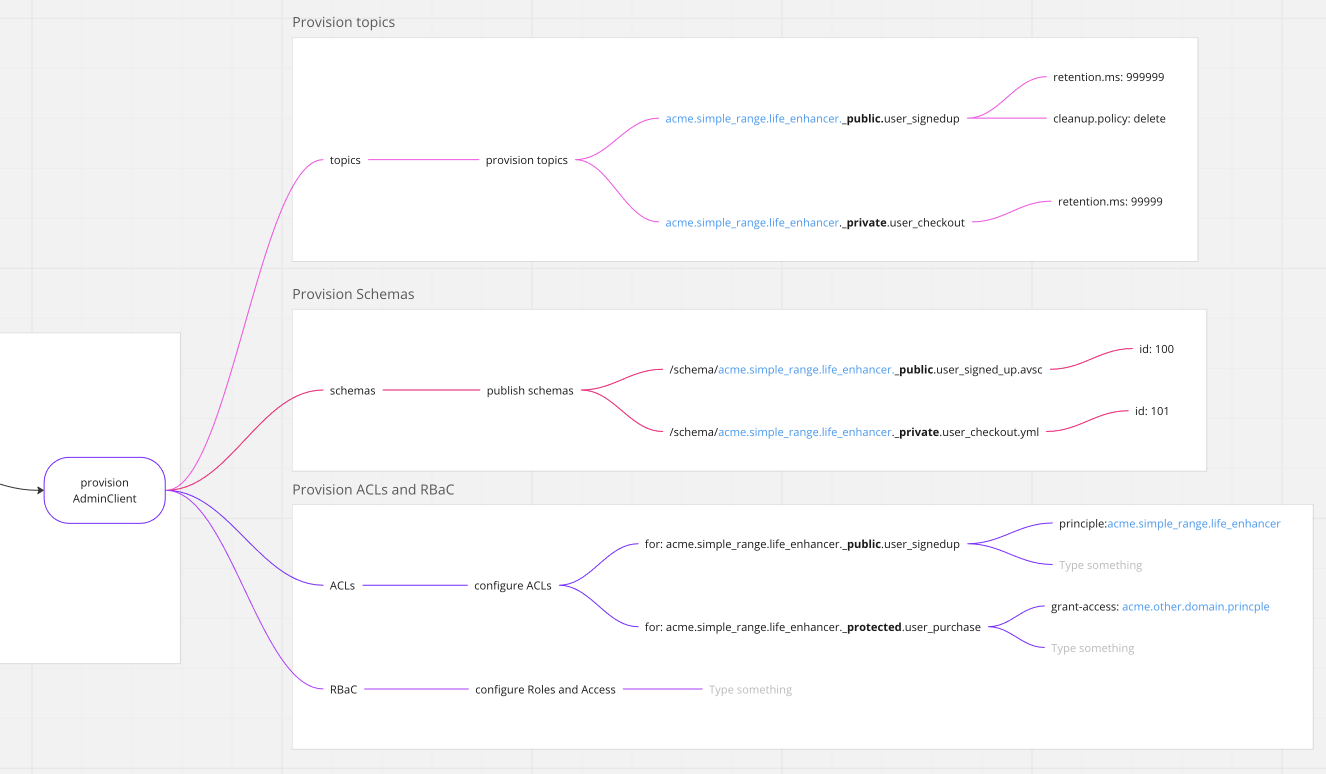 Provision topics
retention.ms: 999999
acme.simple_range.life_enhancer._public.user_signedup
cleanup.policy: delete
topics
provision topics
retention.ms: 99999
acme.simple_range.life_enhancer._private.user_checkout
Provision Schemas
id: 100
/schema/acme.simple_range.life_enhancer._public.user_signed_up.avsc
schemas
publish schemas
id: 101
/schema/acme.simple_range.life_enhancer._private.user_checkout.yml
provision
AdminClient
Provision ACLs and RBaC
principle:acme.simple_range.life_enhancer
for: acme.simple_range.life_enhancer._public.user_signedup
Type something
ACLs
configure ACLs
grant-access: acme.other.domain.princple
for: acme.simple_range.life_enhancer._protected.user_purchase
Type something
RBaC
configure Roles and Access
Type something